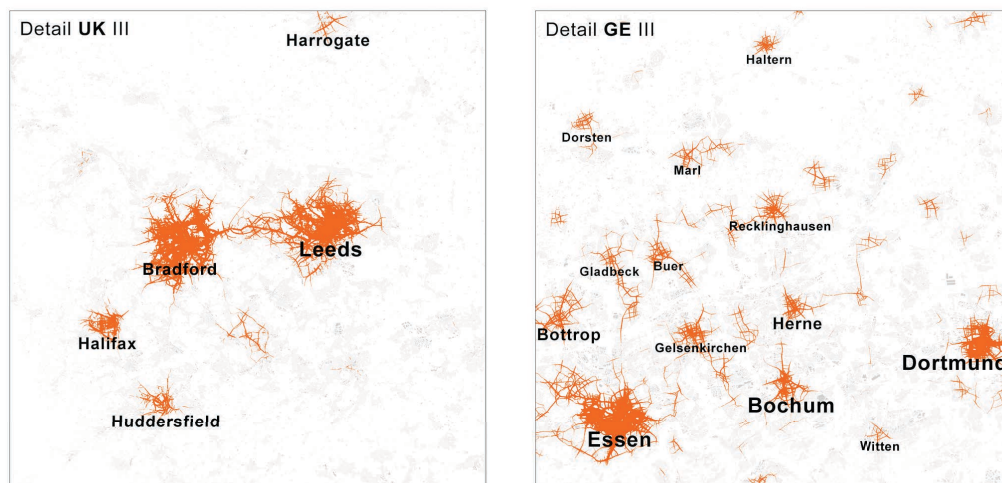 Detail UK III
Harrogate
Leeds
Bradford
Halifax
Huddersfield
Detail GE III
Haltern
Dorsten
Marl
Recklinghausen
Buer
Gladbeck
Herne
Bottrop
Gelsenkirchen
Dortmund
Bochum
Essen
Witten